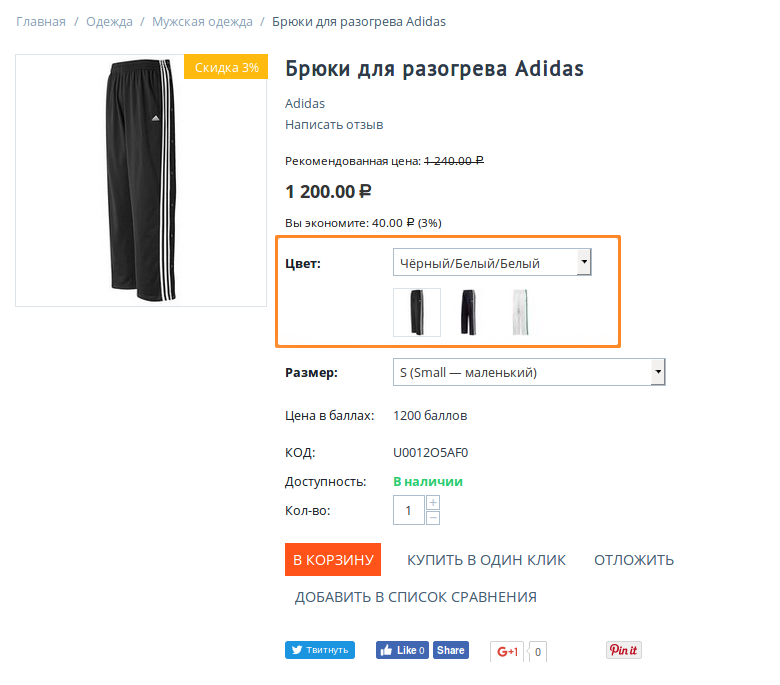 Главная / Одежда / Мужская одежда / Брюки для разогрева Adidas
Скидка 3%
Брюки для разогрева Adidas
Adidas
Написать отзыв
Рекомендованная цена: 1 240.00 ₽
1 200.00 ₽
Вы экономите: 40.00 ₽ (3%)
Цвет: Чёрный/Белый/Белый
Размер: S (Small — маленький)
Цена в баллах: 1200 баллов
КОД: U0012O5AF0
Доступность: В наличии
Кол-во: 1 + −
В КОРЗИНУ КУПИТЬ В ОДИН КЛИК ОТЛОЖИТЬ
ДОБАВИТЬ В СПИСОК СРАВНЕНИЯ
Твитнуть Like 0 Share G+1 0 Pin it